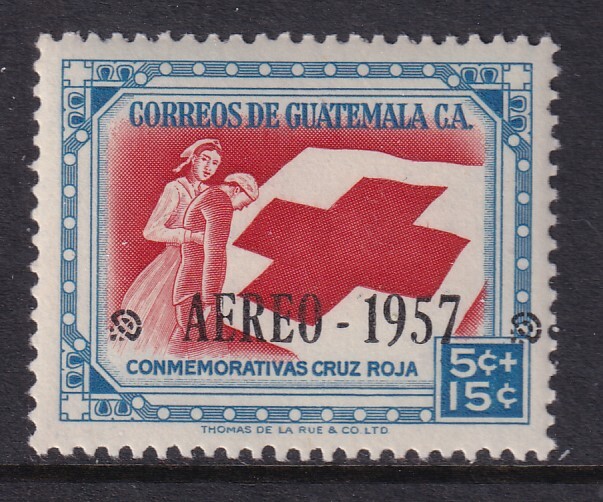 CORREOS DE GUATEMALA C.A.
AEREO - 1957
CONMEMORATIVAS CRUZ ROJA
5¢+
15¢
THOMAS DE LA RUE & CO. LTD.